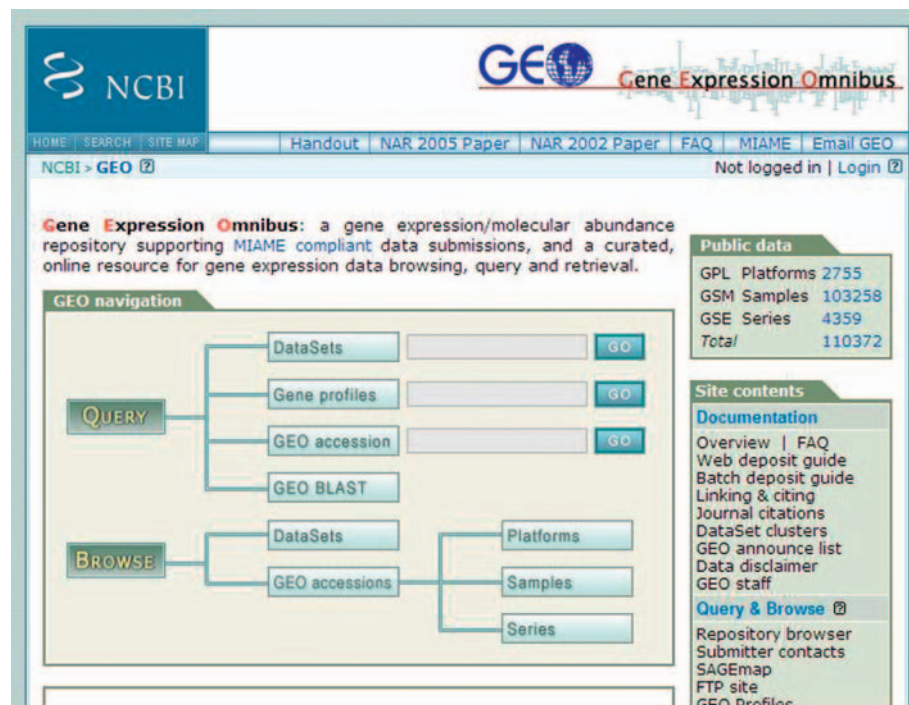 NCBI
GEO Gene Expression Omnibus
HOME SEARCH SITE MAP
Handout NAR 2005 Paper NAR 2002 Paper FAQ MIAME Email GEO
NCBI > GEO ?
Not logged in | Login ?
Gene Expression Omnibus: a gene expression/molecular abundance
repository supporting MIAME compliant data submissions, and a curated,
online resource for gene expression data browsing, query and retrieval.
GEO navigation
QUERY
DataSets GO
Gene profiles GO
GEO accession GO
GEO BLAST
BROWSE
DataSets
GEO accessions
Platforms
Samples
Series
Public data
GPL Platforms 2755
GSM Samples 103258
GSE Series 4359
Total 110372
Site contents
Documentation
Overview | FAQ
Web deposit guide
Batch deposit guide
Linking & citing
Journal citations
DataSet clusters
GEO announce list
Data disclaimer
GEO staff
Query & Browse ?
Repository browser
Submitter contacts
SAGEmap
FTP site
GEO Profiles